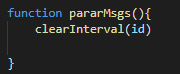 function pararMsgs(){
    clearInterval(id)
}